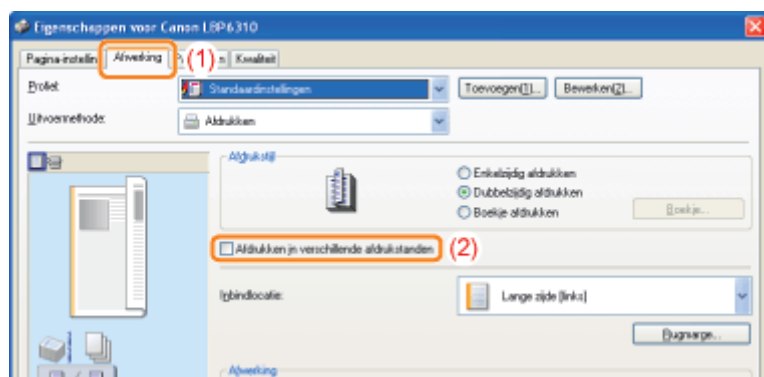 Eigenschappen voor Canon LBP6310
Pagina-instellin Afwerking (1) n Kwaliteit
Profiel: Standaardinstellingen Toevoegen(1)... Bewerken(2)...
Uitvoermethode: Afdrukken
Afdrukstijl
Enkelzijdig afdrukken
Dubbelzijdig afdrukken
Boekje afdrukken Boekje...
Afdrukken in verschillende afdrukstanden (2)
Inbindlocatie: Lange zijde [links]
Rugmarge...
Afwerking